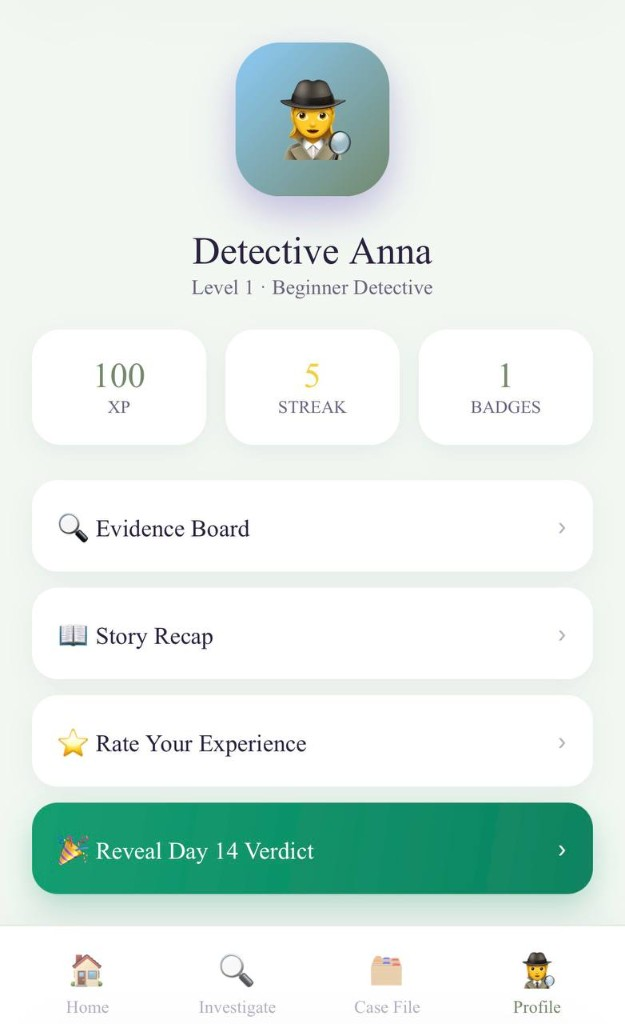 Detective Anna
Level 1 · Beginner Detective
100
XP
5
STREAK
1
BADGES
Evidence Board
Story Recap
Rate Your Experience
Reveal Day 14 Verdict
Home
Investigate
Case File
Profile